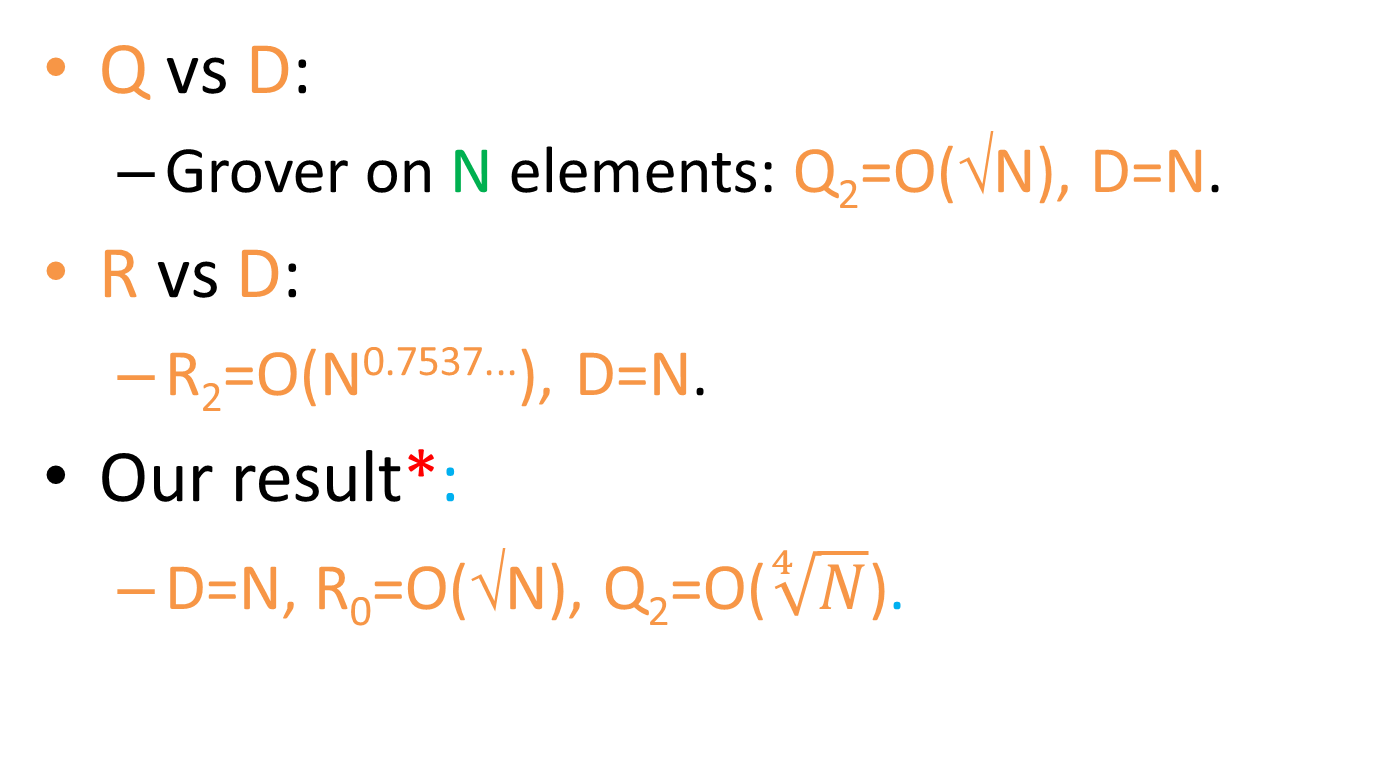 • Q vs D:
–Grover on N elements: Q₂=O(√N), D=N.
• R vs D:
–R₂=O(N⁰·⁷⁵³⁷···), D=N.
• Our result*:
–D=N, R₀=O(√N), Q₂=O(∜N).